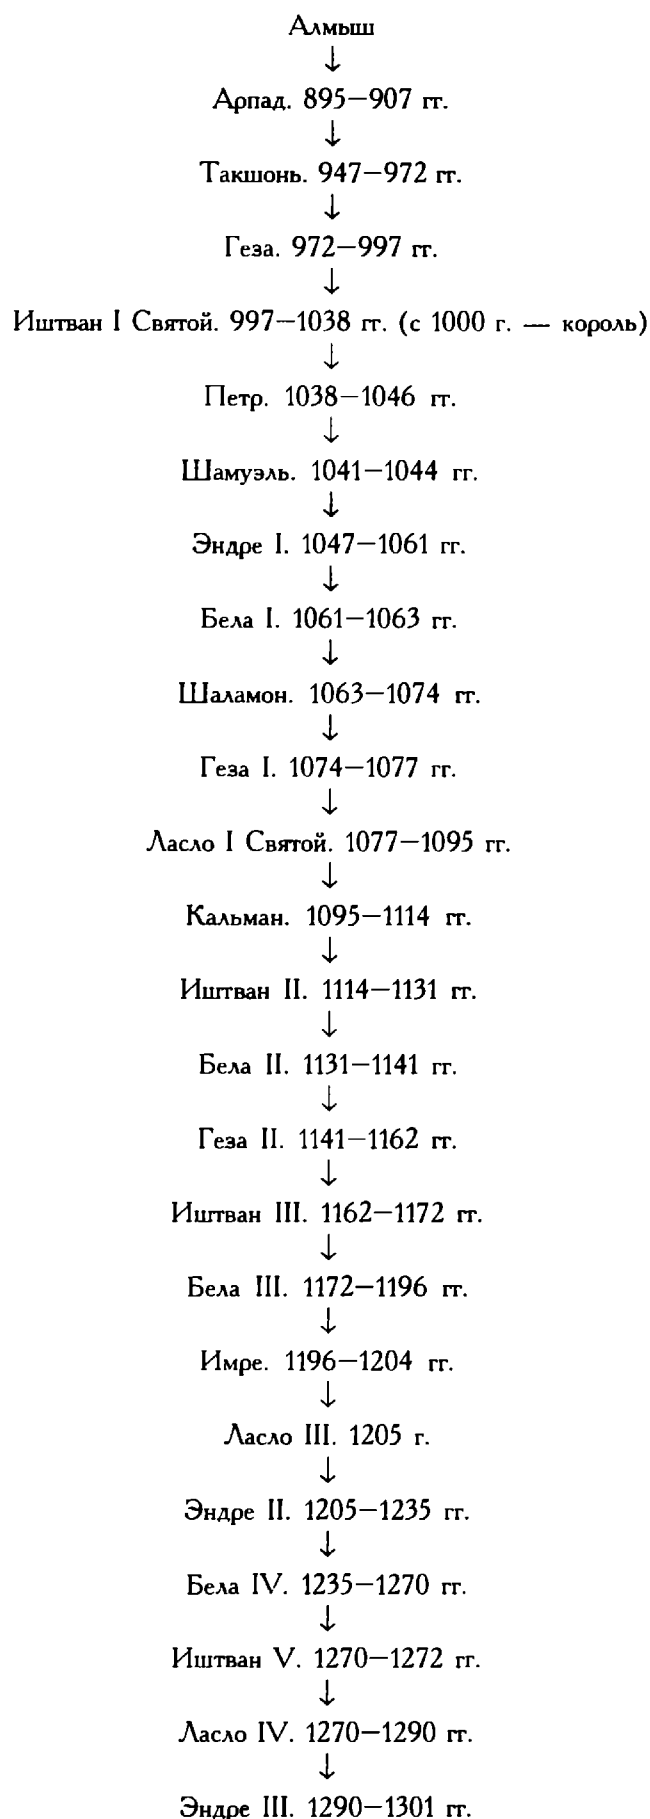 Алмыш
↓
Арпад. 895—907 гг.
↓
Такшонь. 947—972 гг.
↓
Геза. 972—997 гг.
↓
Иштван I Святой. 997—1038 гг. (с 1000 г. — король)
↓
Петр. 1038—1046 гг.
↓
Шамуэль. 1041—1044 гг.
↓
Эндре I. 1047—1061 гг.
↓
Бела I. 1061—1063 гг.
↓
Шаламон. 1063—1074 гг.
↓
Геза I. 1074—1077 гг.
↓
Ласло I Святой. 1077—1095 гг.
↓
Кальман. 1095—1114 гг.
↓
Иштван II. 1114—1131 гг.
↓
Бела II. 1131—1141 гг.
↓
Геза II. 1141—1162 гг.
↓
Иштван III. 1162—1172 гг.
↓
Бела III. 1172—1196 гг.
↓
Имре. 1196—1204 гг.
↓
Ласло III. 1205 г.
↓
Эндре II. 1205—1235 гг.
↓
Бела IV. 1235—1270 гг.
↓
Иштван V. 1270—1272 гг.
↓
Ласло IV. 1270—1290 гг.
↓
Эндре III. 1290—1301 гг.